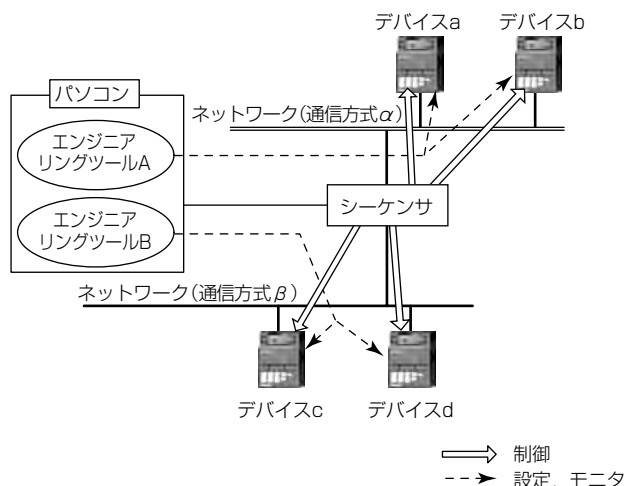 デバイスa
デバイスb
パソコン
ネットワーク(通信方式α)
エンジニア
リングツールA
シーケンサ
エンジニア
リングツールB
ネットワーク(通信方式β)
デバイスc
デバイスd
制御
設定、モニタ